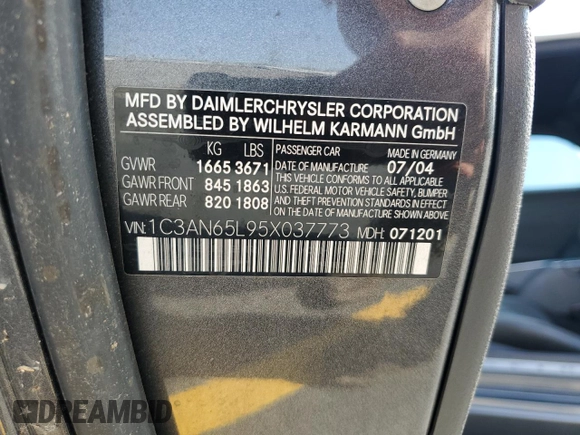 MFD BY DAIMLERCHRYSLER CORPORATION
ASSEMBLED BY WILHELM KARMANN GmbH
KG LBS PASSENGER CAR MADE IN GERMANY
GVWR 1665 3671 DATE OF MANUFACTURE 07/04
GAWR FRONT 845 1863 THIS VEHICLE CONFORMS TO ALL APPLICABLE
U.S. FEDERAL MOTOR VEHICLE SAFETY, BUMPER
GAWR REAR 820 1808 AND THEFT PREVENTION STANDARDS IN EFFECT
ON THE DATE OF MANUFACTURE SHOWN ABOVE.
VIN: 1C3AN65L95X037773 MDH: 071201
DREAMBID